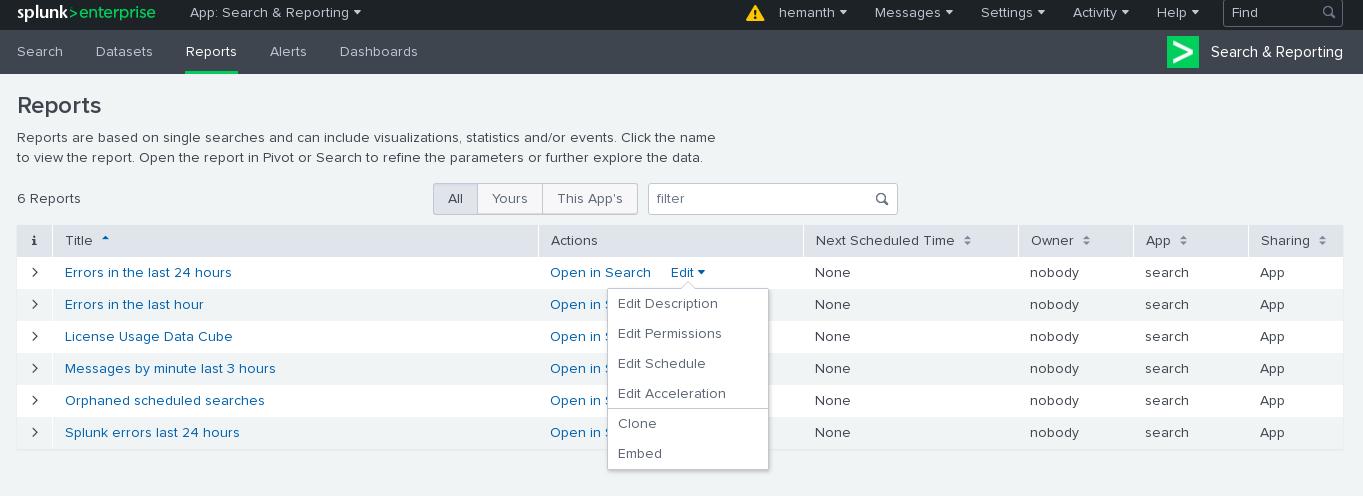 splunk>enterprise App: Search & Reporting hemanth Messages Settings Activity Help Find
Search Datasets Reports Alerts Dashboards Search & Reporting
Reports
Reports are based on single searches and can include visualizations, statistics and/or events. Click the name
to view the report. Open the report in Pivot or Search to refine the parameters or further explore the data.
6 Reports All Yours This App's filter
i Title Actions Next Scheduled Time Owner App Sharing
Errors in the last 24 hours Open in Search Edit None nobody search App
Errors in the last hour Open in None nobody search App
License Usage Data Cube Open in None nobody search App
Messages by minute last 3 hours Open in None nobody search App
Orphaned scheduled searches Open in None nobody search App
Splunk errors last 24 hours Open in None nobody search App
Edit Description
Edit Permissions
Edit Schedule
Edit Acceleration
Clone
Embed